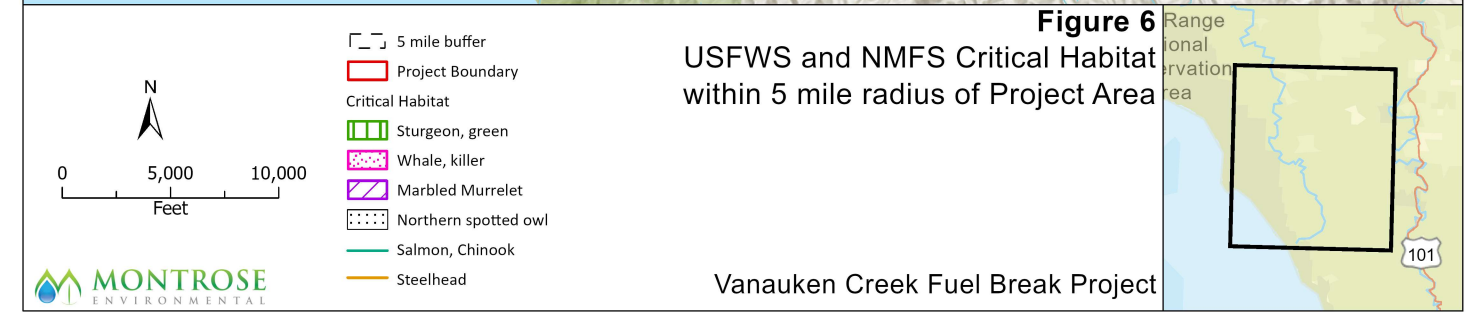 N
0 5,000 10,000
Feet
MONTROSE
ENVIRONMENTAL
5 mile buffer
Project Boundary
Critical Habitat
Sturgeon, green
Whale, killer
Marbled Murrelet
Northern spotted owl
Salmon, Chinook
Steelhead
Figure 6
USFWS and NMFS Critical Habitat
within 5 mile radius of Project Area
Vanauken Creek Fuel Break Project
Range
ional
ervation
rea
101